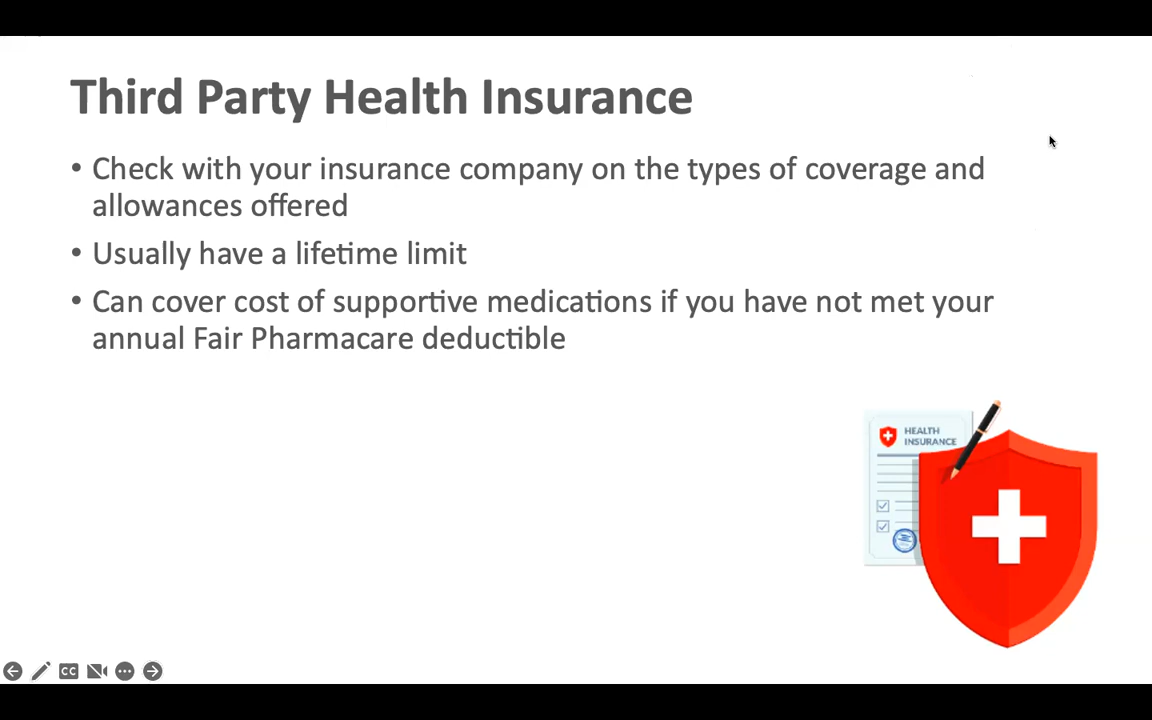 Third Party Health Insurance
• Check with your insurance company on the types of coverage and
allowances offered
• Usually have a lifetime limit
• Can cover cost of supportive medications if you have not met your
annual Fair Pharmacare deductible
HEALTH
INSURANCE
CC